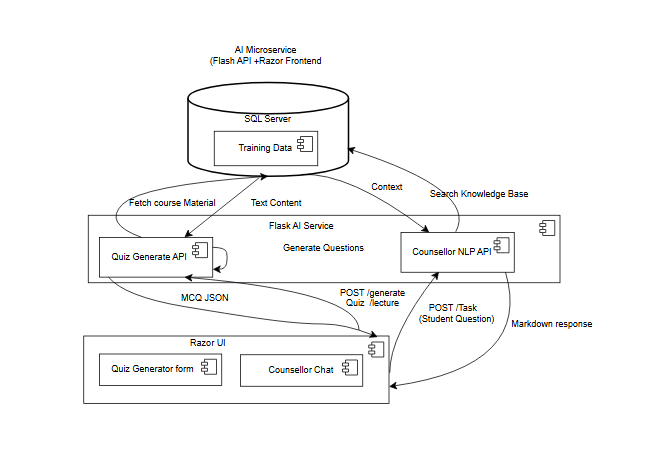 AI Microservice
(Flash API +Razor Frontend
SQL Server
Training Data
Context
Search Knowledge Base
Fetch course Material
Text Content
Flask AI Service
Generate Questions
Quiz Generate API
Counsellor NLP API
MCQ JSON
POST /generate
Quiz  /lecture
POST /Task
(Student Question)
Markdown response
Razor UI
Quiz Generator form
Counsellor Chat